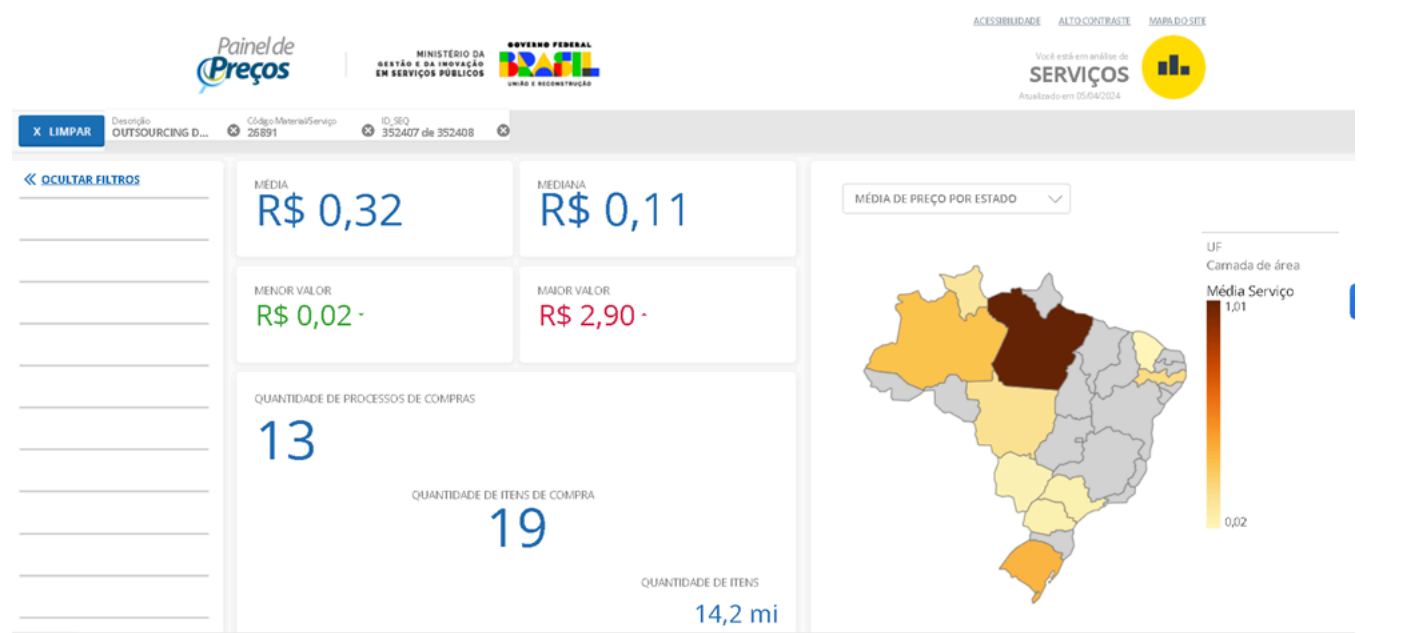 ACESSIBILIDADE ALTO CONTRASTE MAPA DO SITE
Painel de
Preços
MINISTÉRIO DA
GESTÃO E DA INOVAÇÃO
EM SERVIÇOS PÚBLICOS
GOVERNO FEDERAL
BRASIL
UNIÃO E RECONSTRUÇÃO
Você está em análise de
SERVIÇOS
Atualizado em 05/04/2024
X LIMPAR
Descrição
OUTSOURCING D...
Código Material/Serviço
26891
ID_SEQ
352407 de 352408
OCULTAR FILTROS
MÉDIA
R$ 0,32
MEDIANA
R$ 0,11
MENOR VALOR
R$ 0,02
MAIOR VALOR
R$ 2,90
QUANTIDADE DE PROCESSOS DE COMPRAS
13
QUANTIDADE DE ITENS DE COMPRA
19
QUANTIDADE DE ITENS
14,2 mi
MÉDIA DE PREÇO POR ESTADO
UF
Camada de área
Média Serviço
1,01
0,02